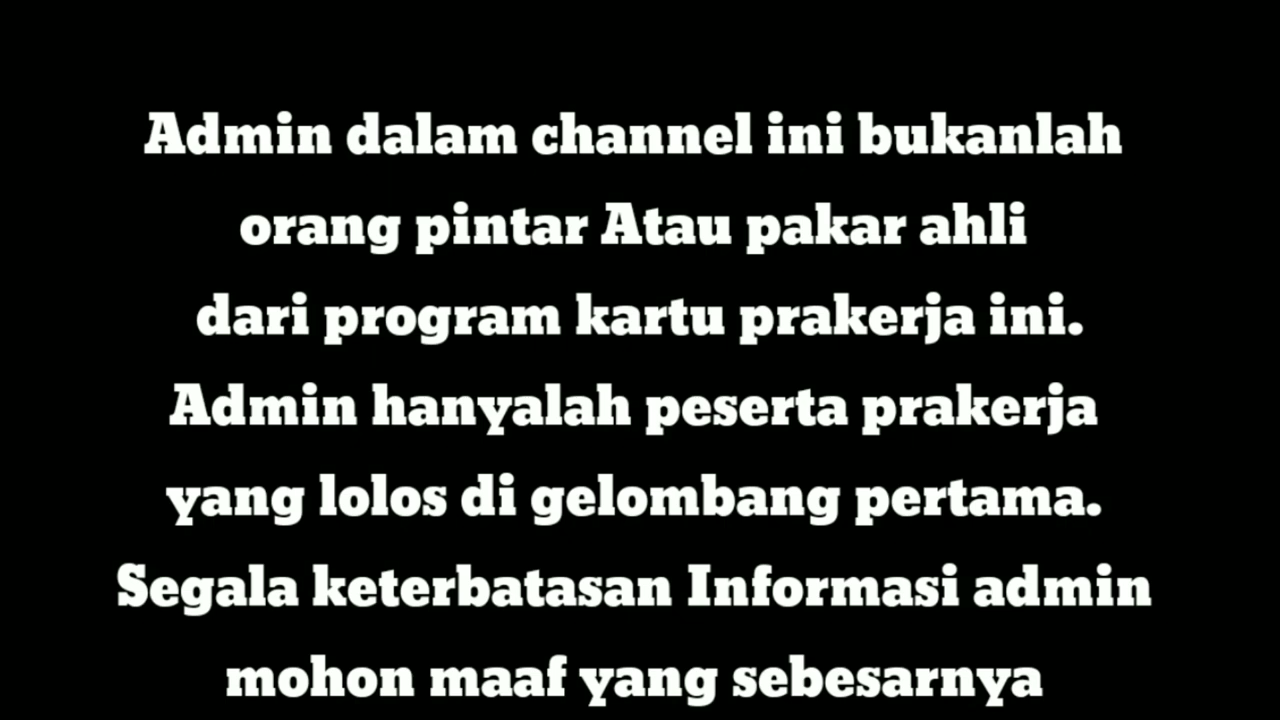 Admin dalam channel ini bukanlah
orang pintar Atau pakar ahli
dari program kartu prakerja ini.
Admin hanyalah peserta prakerja
yang lolos di gelombang pertama.
Segala keterbatasan Informasi admin
mohon maaf yang sebesarnya